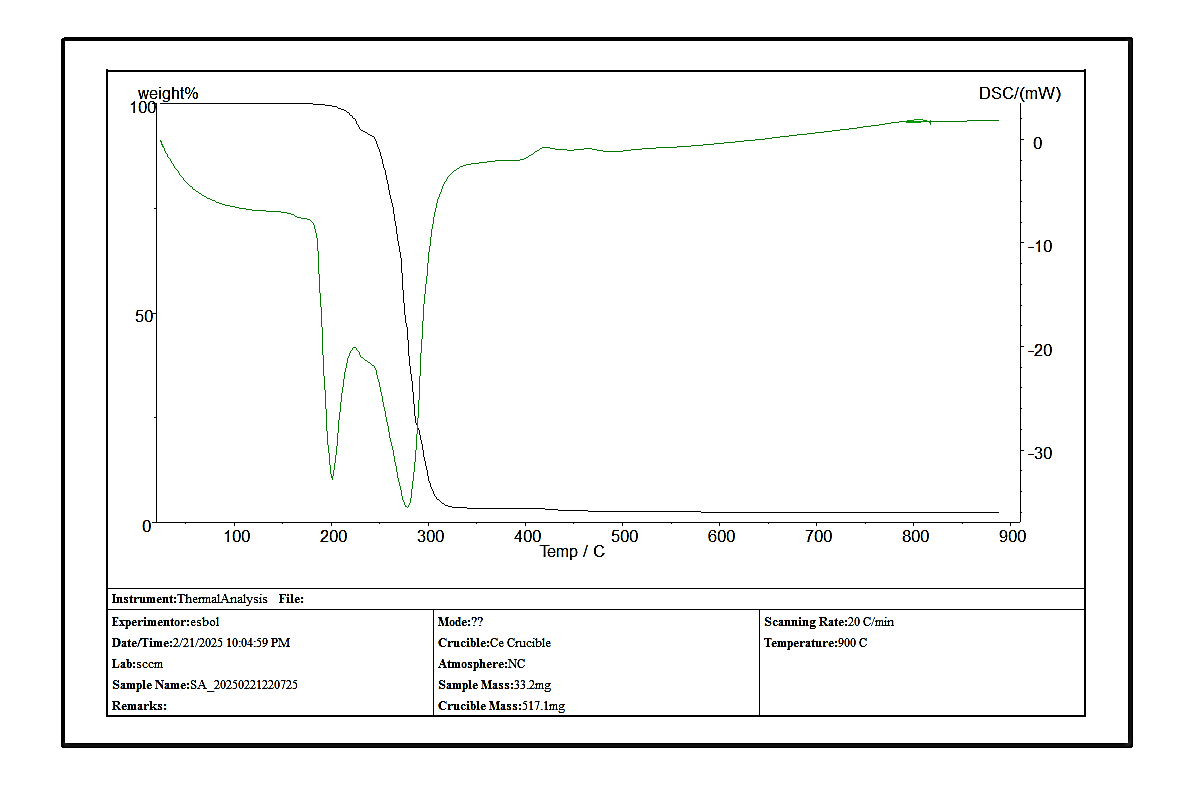 weight%
DSC/(mW)
100
50
0
0
-10
-20
-30
100 200 300 400 500 600 700 800 900
Temp / C
Instrument:ThermalAnalysis File:
Experimentor:esbol
Date/Time:2/21/2025 10:04:59 PM
Lab:sccm
Sample Name:SA_20250221220725
Remarks:
Mode:??
Crucible:Ce Crucible
Atmosphere:NC
Sample Mass:33.2mg
Crucible Mass:517.1mg
Scanning Rate:20 C/min
Temperature:900 C